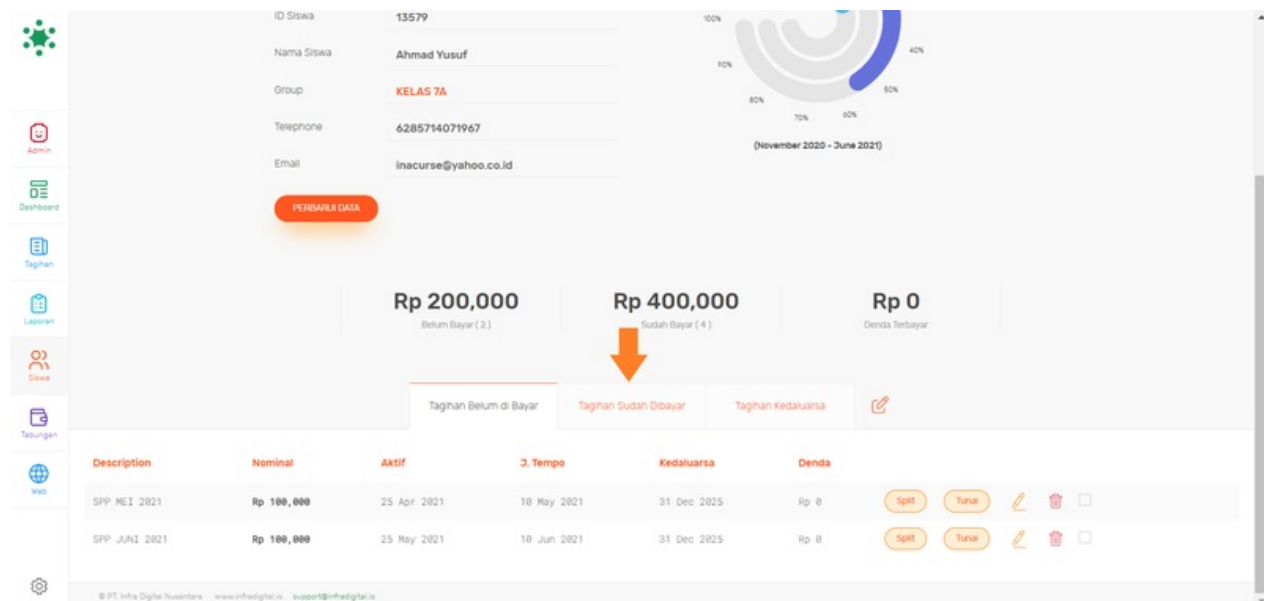 ID Siswa 13579
Nama Siswa Ahmad Yusuf
Group KELAS 7A
Telephone 6285714071967
Email inacurse@yahoo.co.id
PERBARUI DATA
100%
90%
80%
70%
60%
50%
40%
(November 2020 - June 2021)
Admin
Dashboard
Tagihan
Laporan
Siswa
Tabungan
Web
Rp 200,000 Rp 400,000 Rp 0
Belum Bayar ( 2 ) Sudah Bayar ( 4 ) Denda Terbayar
Tagihan Belum di Bayar Tagihan Sudah Dibayar Tagihan Kedaluarsa
Description Nominal Aktif J. Tempo Kedaluarsa Denda
SPP MEI 2021 Rp 100,000 25 Apr 2021 10 May 2021 31 Dec 2025 Rp 0 Split Tunai
SPP JUNI 2021 Rp 100,000 25 May 2021 10 Jun 2021 31 Dec 2025 Rp 0 Split Tunai
© PT. Infra Digital Nusantara www.infradigital.io support@infradigital.io